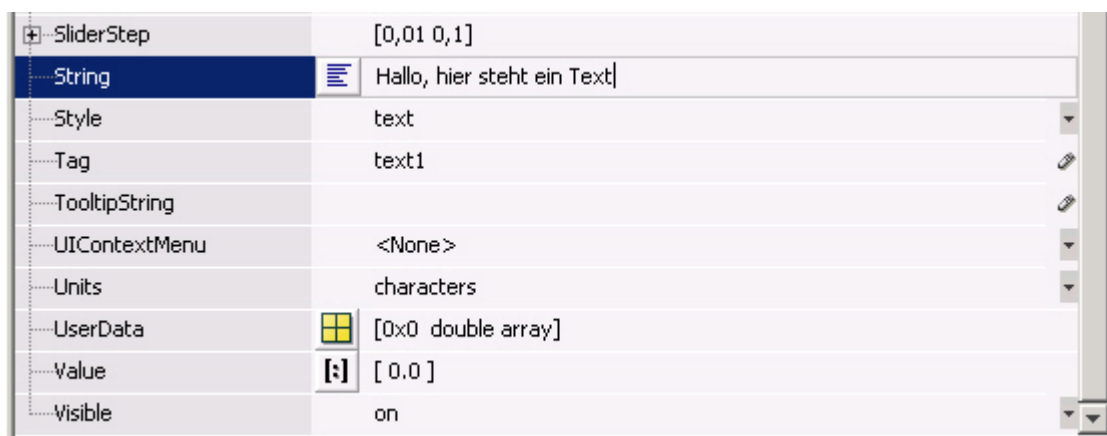 SliderStep [0,01 0,1]
String Hallo, hier steht ein Text
Style text
Tag text1
TooltipString
UIContextMenu <None>
Units characters
UserData [0x0 double array]
Value [:] [ 0.0 ]
Visible on